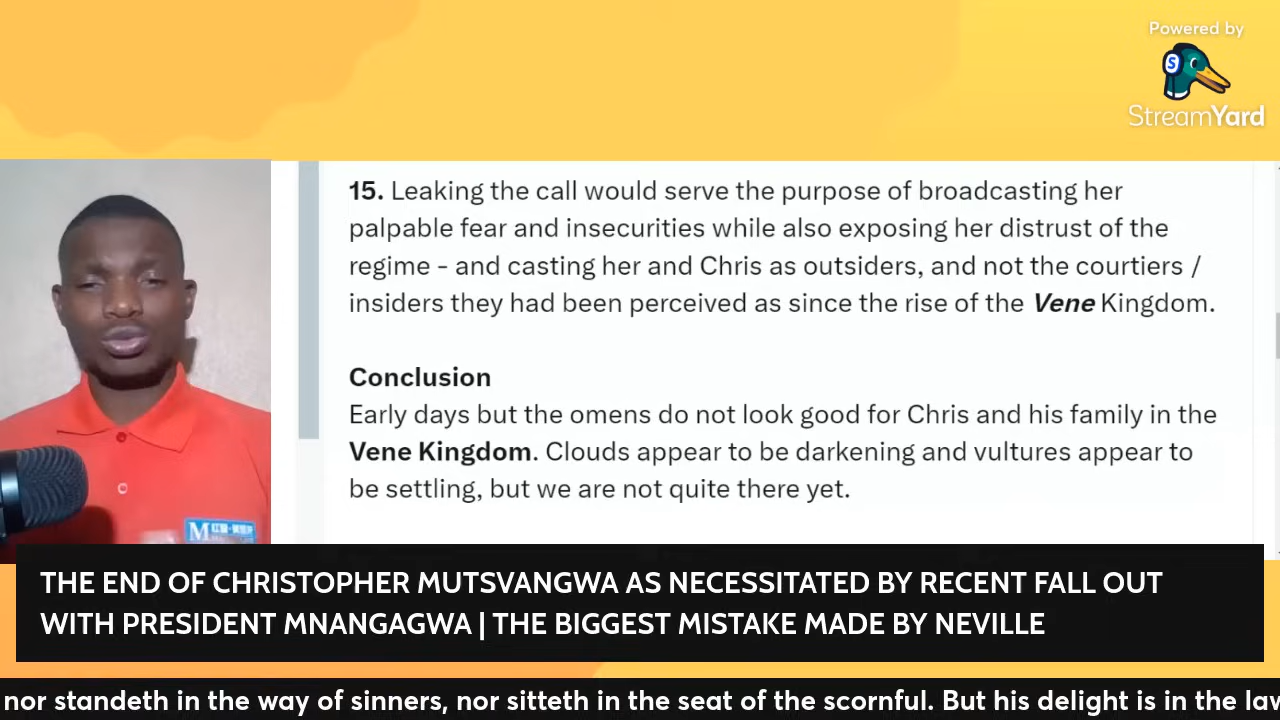 Powered by
StreamYard
15. Leaking the call would serve the purpose of broadcasting her
palpable fear and insecurities while also exposing her distrust of the
regime - and casting her and Chris as outsiders, and not the courtiers /
insiders they had been perceived as since the rise of the Vene Kingdom.
Conclusion
Early days but the omens do not look good for Chris and his family in the
Vene Kingdom. Clouds appear to be darkening and vultures appear to
be settling, but we are not quite there yet.
THE END OF CHRISTOPHER MUTSVANGWA AS NECESSITATED BY RECENT FALL OUT
WITH PRESIDENT MNANGAGWA | THE BIGGEST MISTAKE MADE BY NEVILLE
nor standeth in the way of sinners, nor sitteth in the seat of the scornful. But his delight is in the law